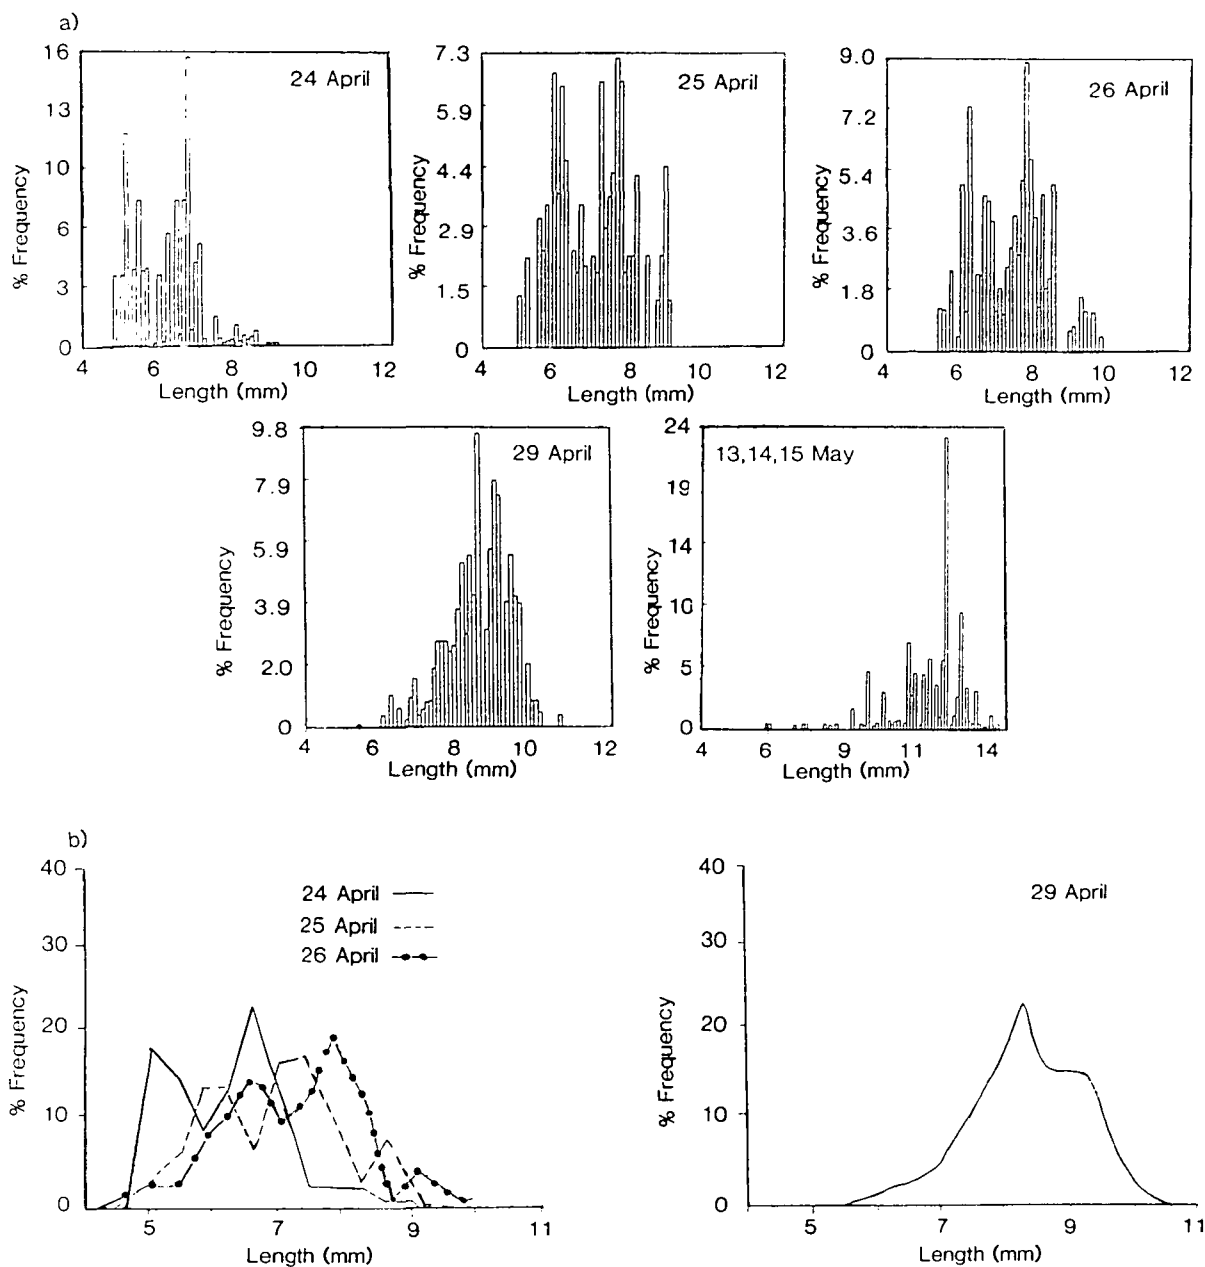 a)
16
13
10
6
3
0
% Frequency
24 April
4 6 8 10 12
Length (mm)
7.3
5.9
4.4
2.9
1.5
0
% Frequency
25 April
4 6 8 10 12
Length (mm)
9.0
7.2
5.4
3.6
1.8
0
% Frequency
26 April
4 6 8 10 12
Length (mm)
9.8
7.9
5.9
3.9
2.0
0
% Frequency
29 April
4 6 8 10 12
Length (mm)
24
19
14
10
5
0
% Frequency
13,14,15 May
4 6 9 11 14
Length (mm)
b)
40
30
20
10
0
% Frequency
24 April
25 April
26 April
5 7 9 11
Length (mm)
40
30
20
10
0
% Frequency
29 April
5 7 9 11
Length (mm)